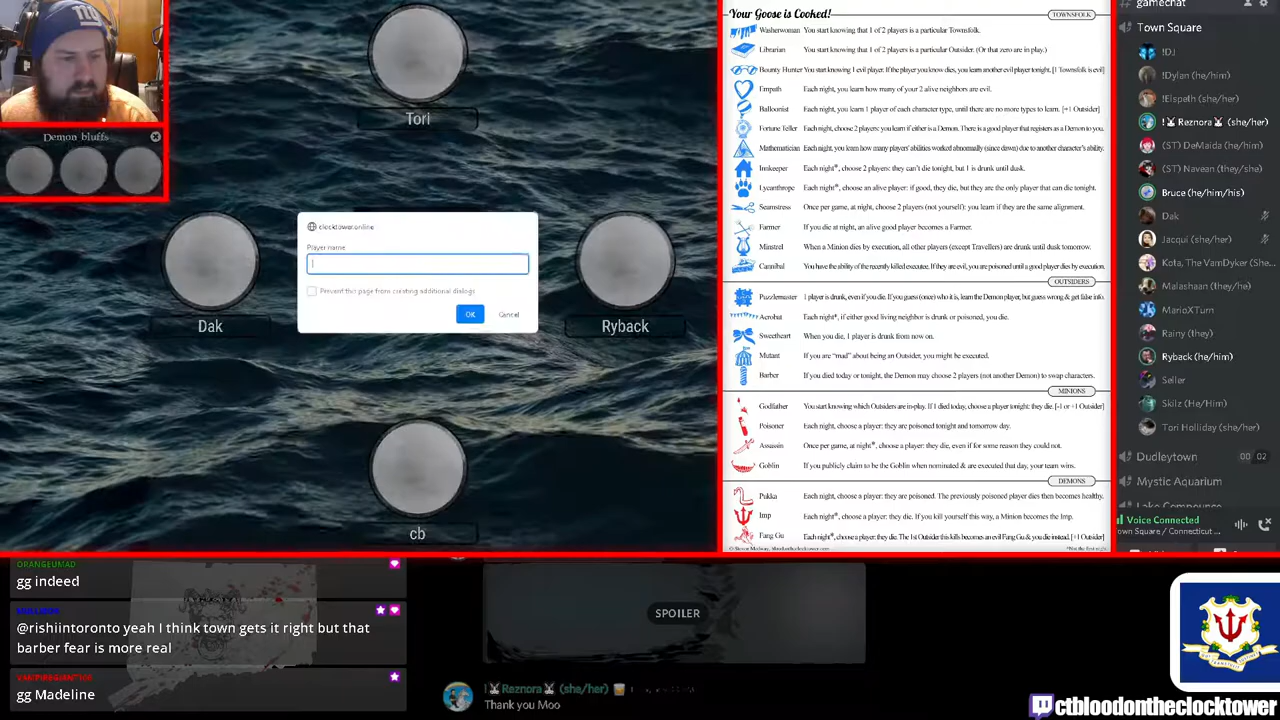 Tori
Demon bluffs
Dak
Ryback
cb
clocktower.online
Player name
Prevent this page from creating additional dialogs
OK
Cancel
Your Goose is Cooked!
TOWNSFOLK
Washerwoman You start knowing that 1 of 2 players is a particular Townsfolk.
Librarian You start knowing that 1 of 2 players is a particular Outsider. (Or that zero are in play.)
Bounty Hunter You start knowing 1 evil player. If the player you know dies, you learn another evil player tonight. [1 Townsfolk is evil]
Empath Each night, you learn how many of your 2 alive neighbors are evil.
Balloonist Each night, you learn 1 player of each character type, until there are no more types to learn. [+1 Outsider]
Fortune Teller Each night, choose 2 players: you learn if either is a Demon. There is a good player that registers as a Demon to you.
Mathematician Each night, you learn how many players' abilities worked abnormally (since dawn) due to another character's ability.
Innkeeper Each night*, choose 2 players: they can't die tonight, but 1 is drunk until dusk.
Lycanthrope Each night*, choose an alive player: if good, they die, but they are the only player that can die tonight.
Seamstress Once per game, at night, choose 2 players (not yourself): you learn if they are the same alignment.
Farmer If you die at night, an alive good player becomes a Farmer.
Minstrel When a Minion dies by execution, all other players (except Travellers) are drunk until dusk tomorrow.
Cannibal You have the ability of the recently killed executee. If they are evil, you are poisoned until a good player dies by execution.
OUTSIDERS
Puzzlemaster 1 player is drunk, even if you die. If you guess (once) who it is, learn the Demon player, but guess wrong & get false info.
Acrobat Each night*, if either good living neighbor is drunk or poisoned, you die.
Sweetheart When you die, 1 player is drunk from now on.
Mutant If you are "mad" about being an Outsider, you might be executed.
Barber If you died today or tonight, the Demon may choose 2 players (not another Demon) to swap characters.
MINIONS
Godfather You start knowing which Outsiders are in-play. If 1 died today, choose a player tonight: they die. [-1 or +1 Outsider]
Poisoner Each night, choose a player: they are poisoned tonight and tomorrow day.
Assassin Once per game, at night*, choose a player: they die, even if for some reason they could not.
Goblin If you publicly claim to be the Goblin when nominated & are executed that day, your team wins.
DEMONS
Pukka Each night, choose a player: they are poisoned. The previously poisoned player dies then becomes healthy.
Imp Each night*, choose a player: they die. If you kill yourself this way, a Minion becomes the Imp.
Fang Gu Each night*, choose a player: they die. The 1st Outsider this kills becomes an evil Fang Gu & you die instead. [+1 Outsider]
gamechat
Town Square
!Dyl (he/him)
!Elspeth (she/her)
Raznora (she/her)
(ST) DeMaida (he/him)
(ST) Navean (they/she)
Bruce (he/him/his)
Dak
Jacqui (she/her)
Kate, The VamDyke (She...
Malashaan (they/he)
MarioXTurn
Rainy (they)
Ryback (he/him)
Seller
Skilz (He/Him)
Tori Holliday (she/her)
Dudleytown 00 02
Mystic Aquarium
Lake Compounce
Voice Connected
own Square / Connecticut ...
ORANGEUMAD
gg indeed
@rishiintoronto yeah I think town gets it right but that
barber fear is more real
gg Madeline
SPOILER
Raznora (she/her)
Thank you Moo
ctbloodontheclocktower